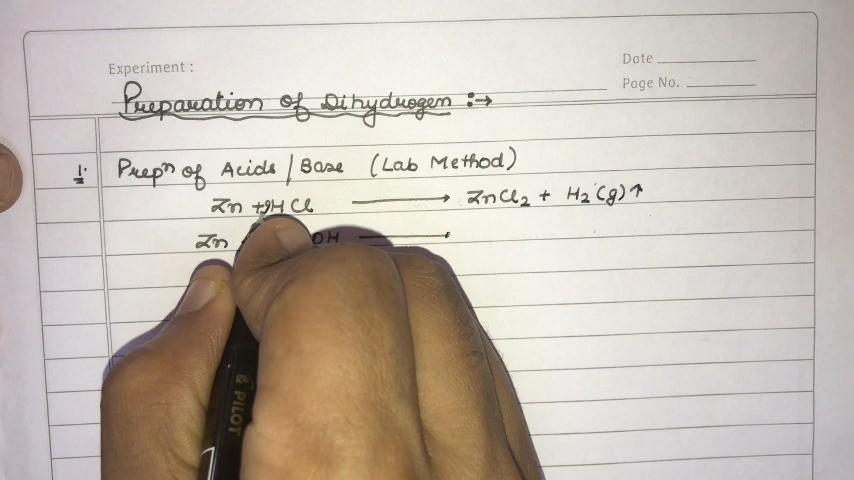 Experiment :
Date
Page No.
Preparation of Dihydrogen :→
1. Prepⁿ of Acids / Base (Lab Method)
Zn + 2HCl ⟶ ZnCl₂ + H₂(g)↑
Zn OH ⟶
PILOT